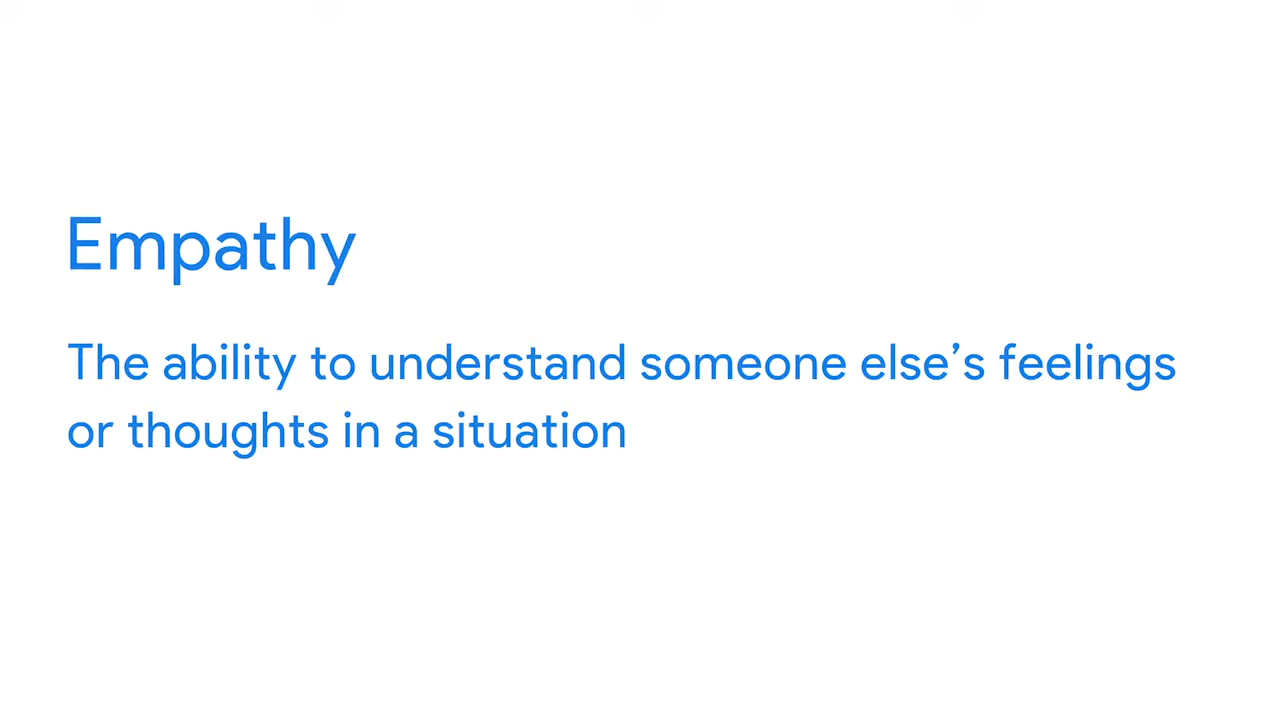 Empathy
The ability to understand someone else’s feelings
or thoughts in a situation